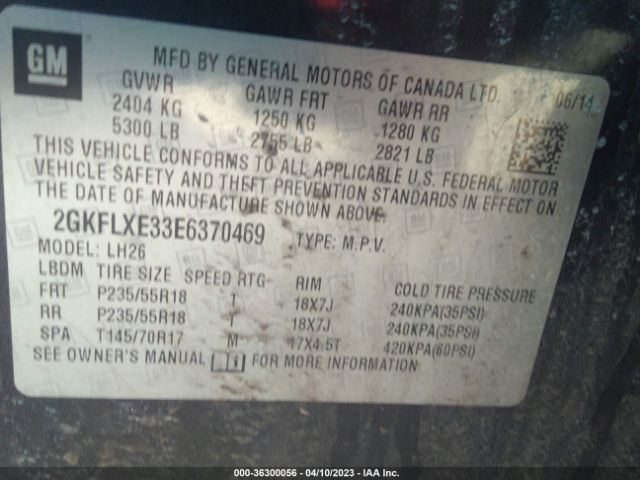 GM
MFD BY GENERAL MOTORS OF CANADA LTD.
06/14
GVWR GAWR FRT GAWR RR
2404 KG 1250 KG 1280 KG
5300 LB 2755 LB 2821 LB
THIS VEHICLE CONFORMS TO ALL APPLICABLE U.S. FEDERAL MOTOR
VEHICLE SAFETY AND THEFT PREVENTION STANDARDS IN EFFECT ON
THE DATE OF MANUFACTURE SHOWN ABOVE.
2GKFLXE33E6370469 TYPE: M.P.V.
MODEL: LH26
LBDM TIRE SIZE SPEED RTG RIM COLD TIRE PRESSURE
FRT P235/55R18 T 18X7J 240KPA(35PSI)
RR P235/55R18 T 18X7J 240KPA(35PSI)
SPA T145/70R17 M 17X4.5T 420KPA(60PSI)
SEE OWNER'S MANUAL FOR MORE INFORMATION.
000-36300056 - 04/10/2023 - IAA Inc.